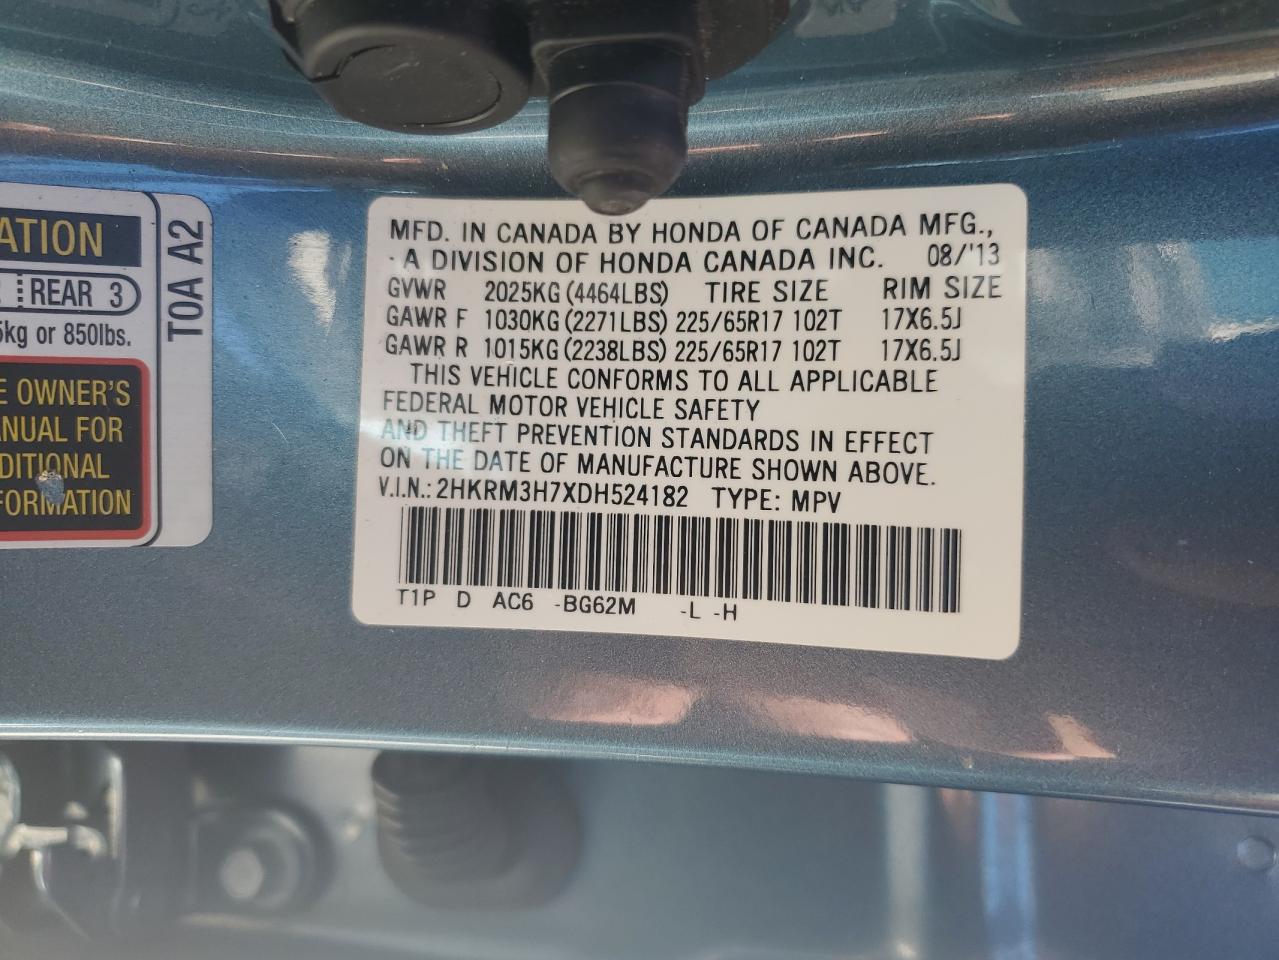 ATION
REAR 3
kg or 850lbs.
E OWNER'S
ANUAL FOR
DITIONAL
FORMATION
T0A A2
MFD. IN CANADA BY HONDA OF CANADA MFG.,
A DIVISION OF HONDA CANADA INC. 08/'13
GVWR 2025KG (4464LBS) TIRE SIZE RIM SIZE
GAWR F 1030KG (2271LBS) 225/65R17 102T 17X6.5J
GAWR R 1015KG (2238LBS) 225/65R17 102T 17X6.5J
THIS VEHICLE CONFORMS TO ALL APPLICABLE
FEDERAL MOTOR VEHICLE SAFETY
AND THEFT PREVENTION STANDARDS IN EFFECT
ON THE DATE OF MANUFACTURE SHOWN ABOVE.
V.I.N.: 2HKRM3H7XDH524182 TYPE: MPV
T1P D AC6 -BG62M -L -H